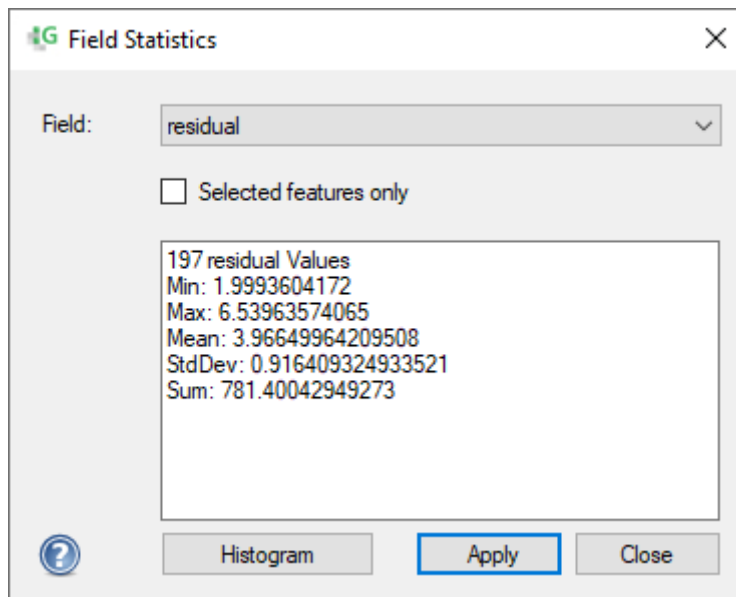 Field Statistics
Field:
residual
Selected features only
197 residual Values
Min: 1.9993604172
Max: 6.53963574065
Mean: 3.96649964209508
StdDev: 0.916409324933521
Sum: 781.40042949273
Histogram
Apply
Close